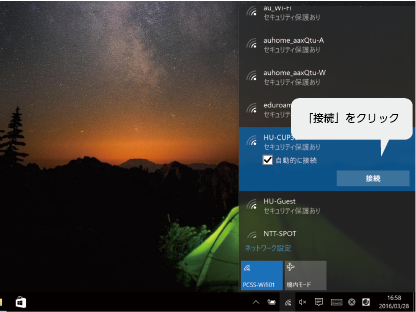 au_Wi-Fi
セキュリティ保護あり
auhome_aaxQtu-A
セキュリティ保護あり
auhome_aaxQtu-W
セキュリティ保護あり
eduroam
セキュリティ保護
「接続」をクリック
HU-CUP3
セキュリティ保護あり
自動的に接続
接続
HU-Guest
セキュリティ保護あり
NTT-SPOT
ネットワーク設定
PCSS-Wifi01
機内モード
16:58
2016/03/28